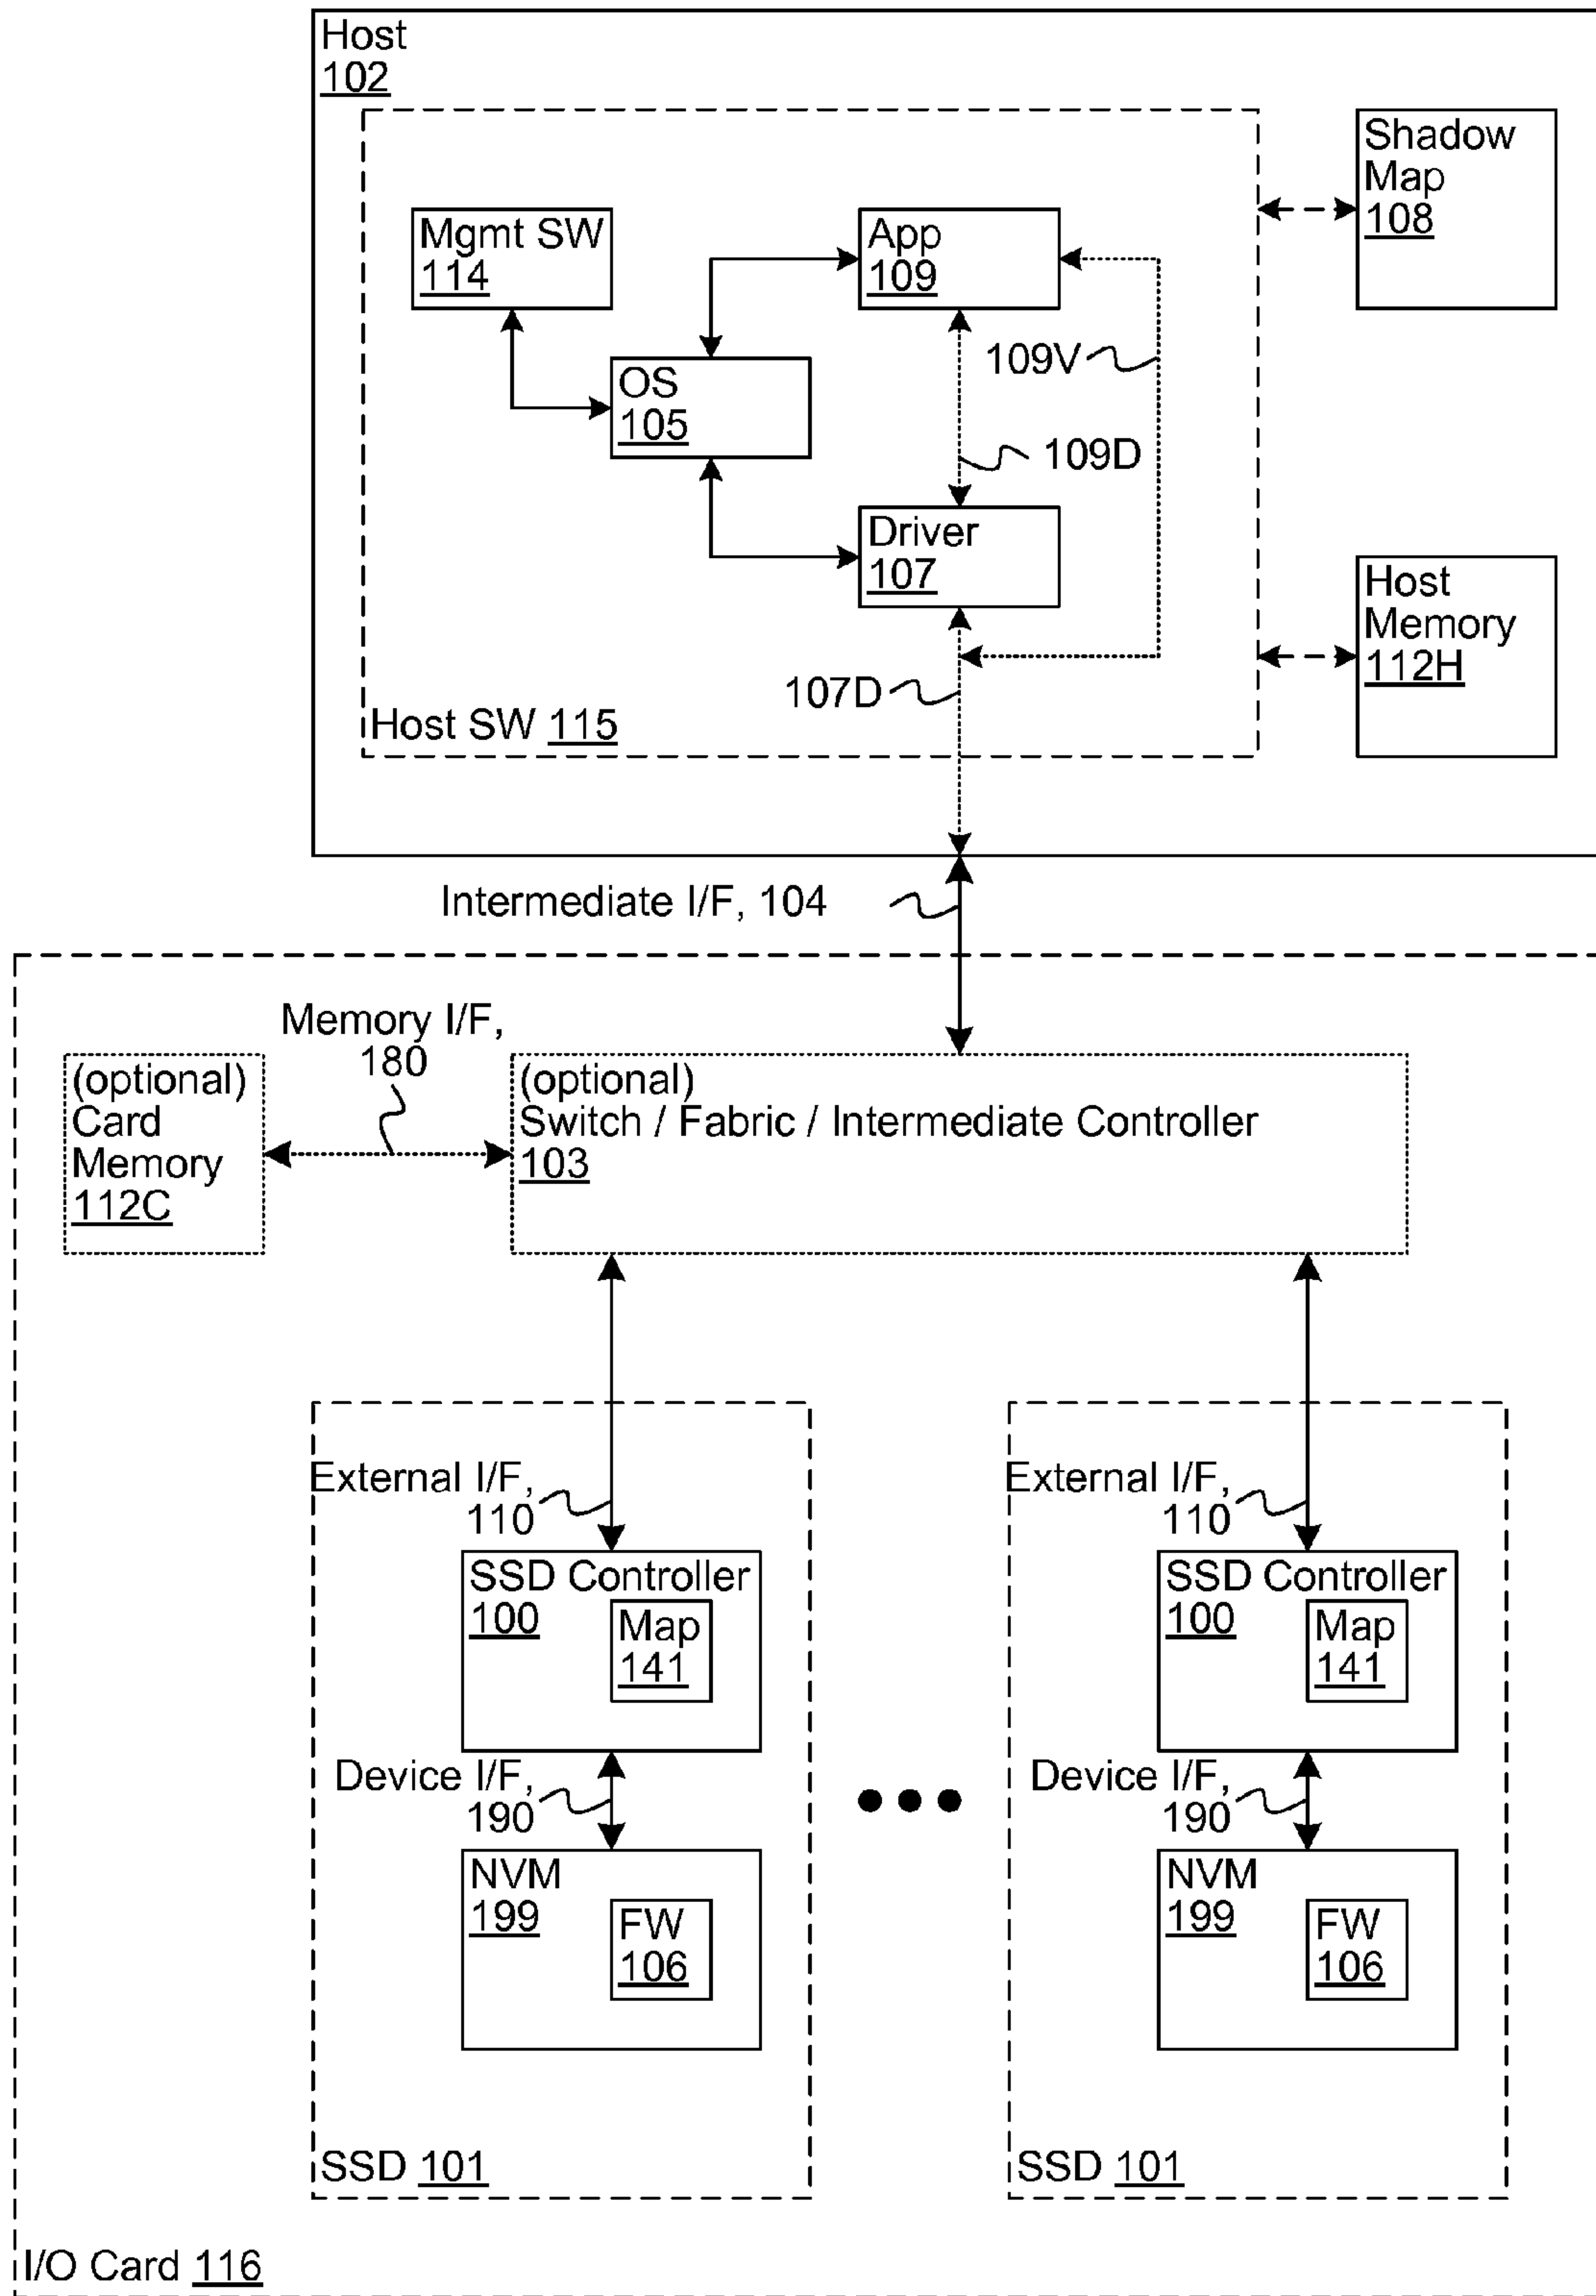 Host
102
Shadow
Map
108
Mgmt SW
114
App
109
109V
OS
105
109D
Driver
107
Host
Memory
112H
107D
Host SW 115
Intermediate I/F, 104
Memory I/F,
180
(optional)
Card
Memory
112C
(optional)
Switch / Fabric / Intermediate Controller
103
External I/F,
110
SSD Controller
100
Map
141
Device I/F,
190
NVM
199
FW
106
SSD 101
External I/F,
110
SSD Controller
100
Map
141
Device I/F,
190
NVM
199
FW
106
SSD 101
I/O Card 116